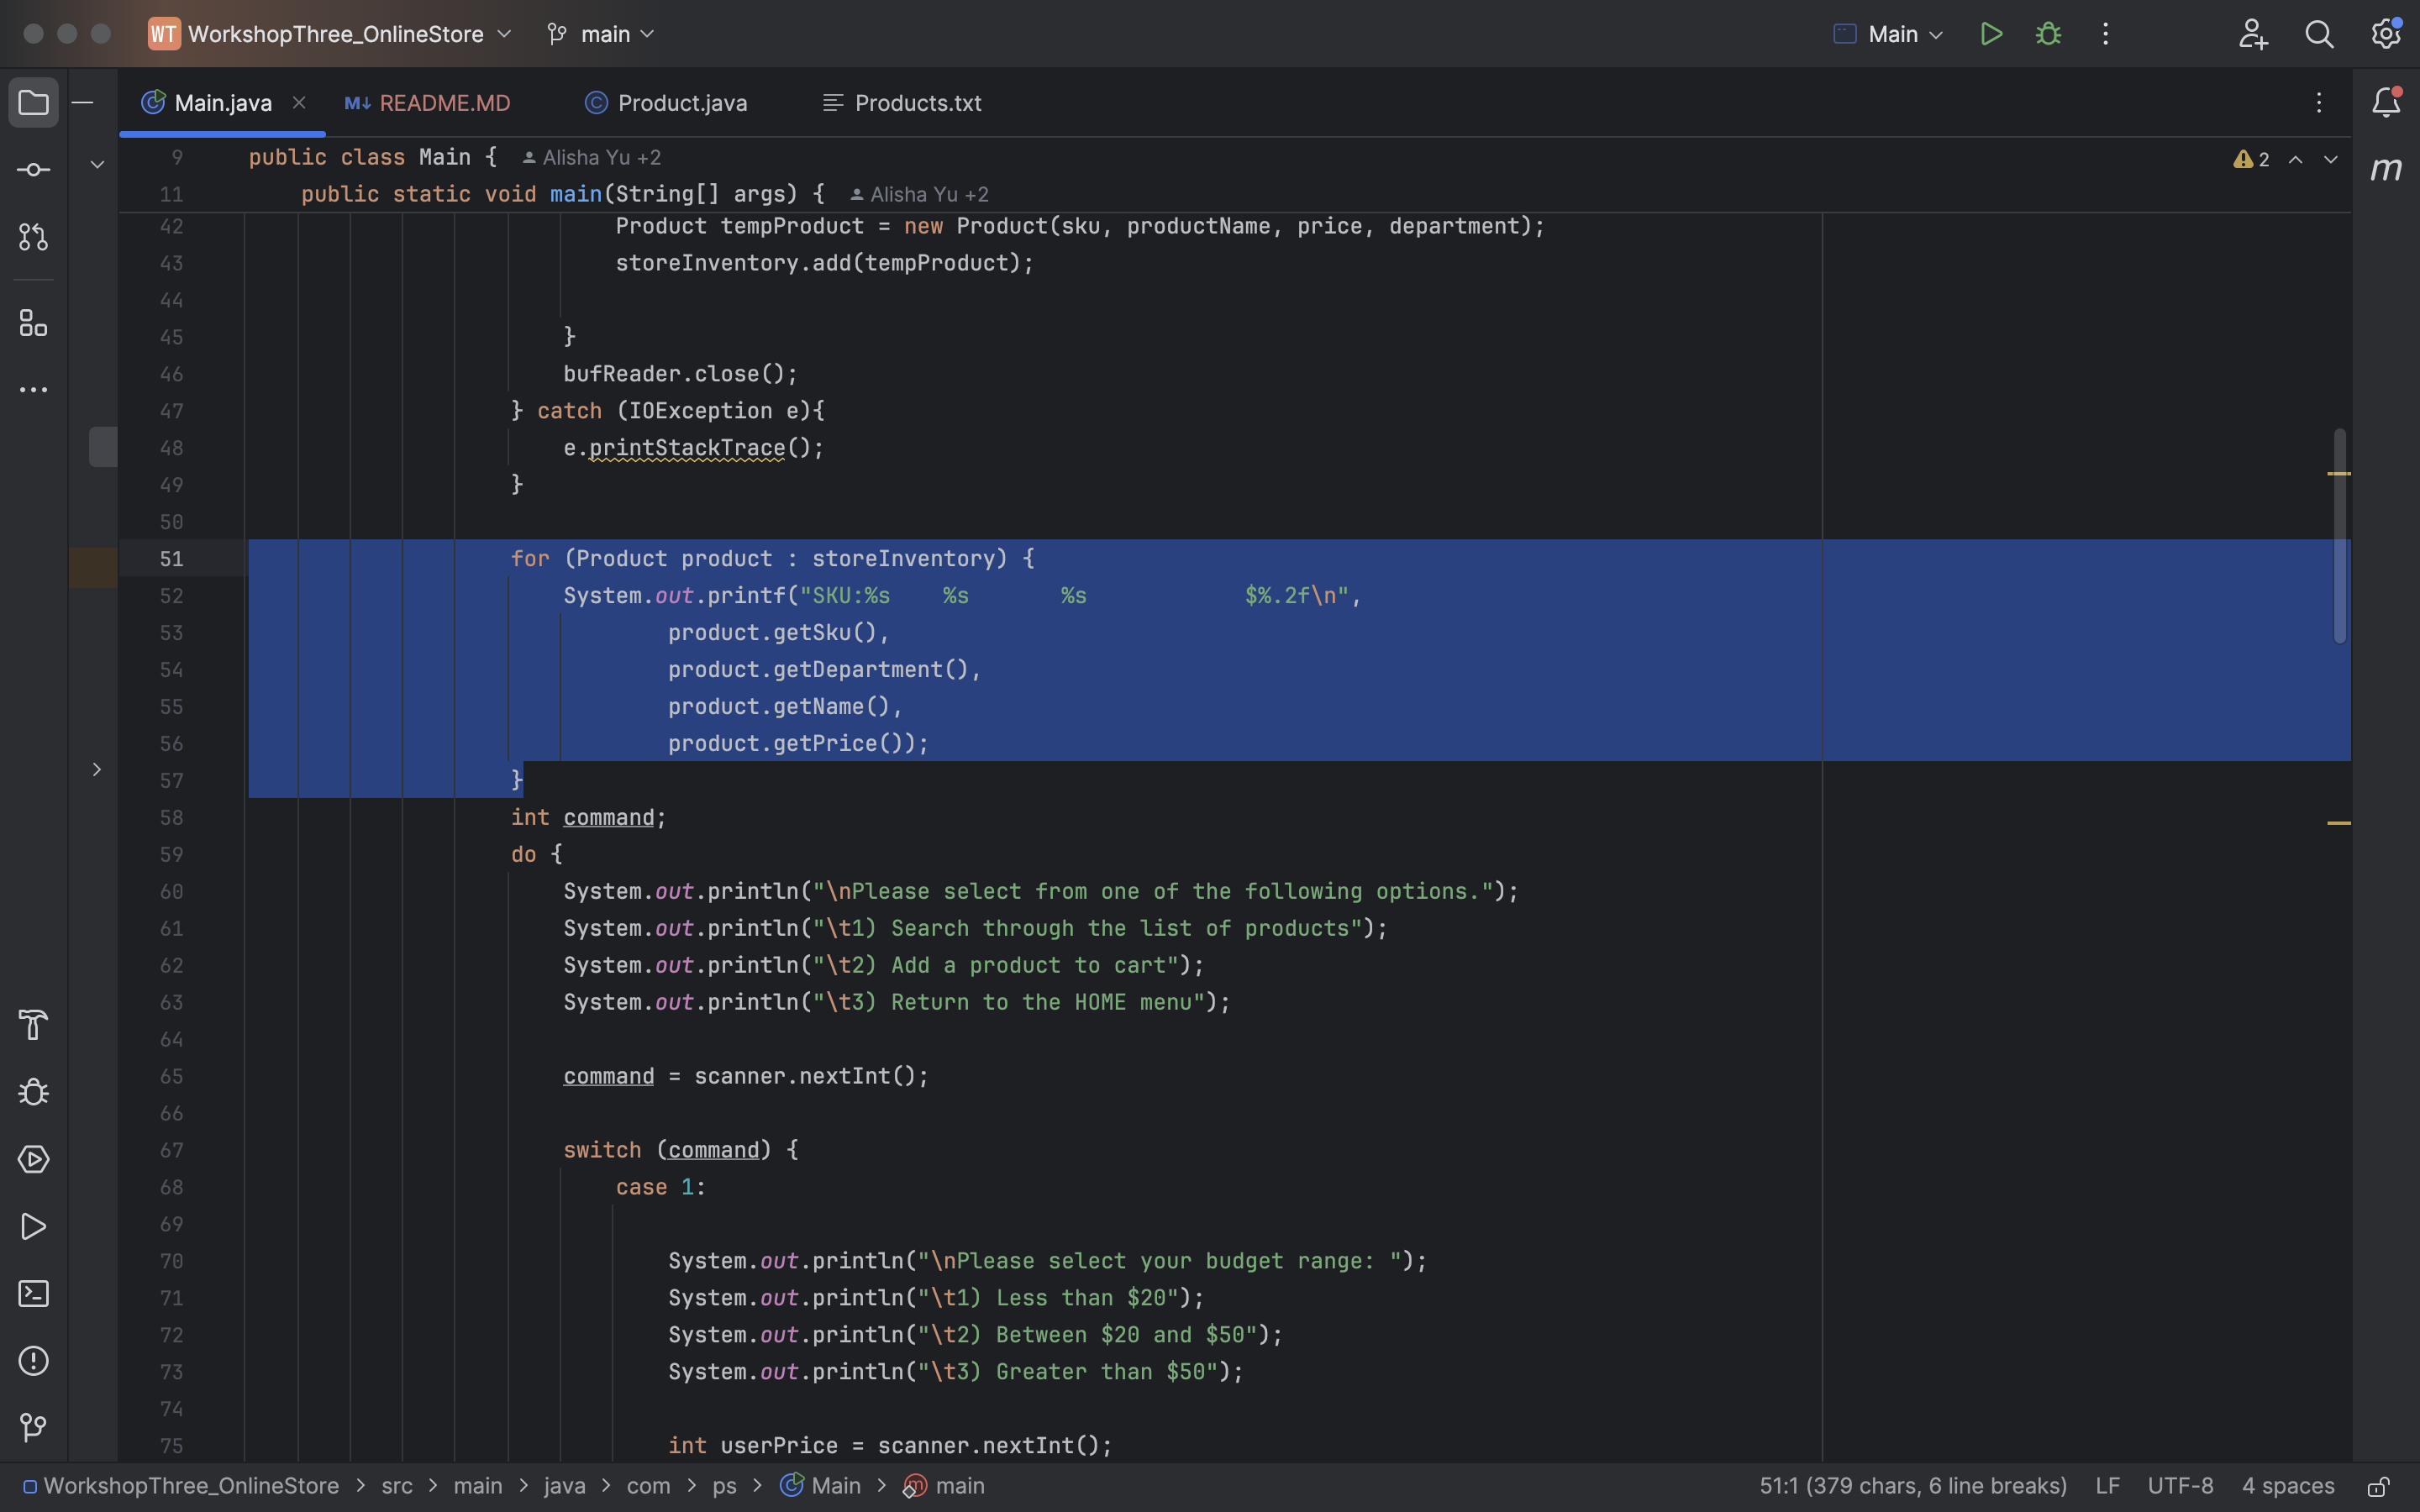 WT WorkshopThree_OnlineStore main Main
Main.java M↓ README.MD Product.java Products.txt
9 public class Main { Alisha Yu +2 2
11 public static void main(String[] args) { Alisha Yu +2
42 Product tempProduct = new Product(sku, productName, price, department);
43 storeInventory.add(tempProduct);
44
45 }
46 bufReader.close();
47 } catch (IOException e){
48 e.printStackTrace();
49 }
50
51 for (Product product : storeInventory) {
52 System.out.printf("SKU:%s    %s       %s            $%.2f\n",
53 product.getSku(),
54 product.getDepartment(),
55 product.getName(),
56 product.getPrice());
57 }
58 int command;
59 do {
60 System.out.println("\nPlease select from one of the following options.");
61 System.out.println("\t1) Search through the list of products");
62 System.out.println("\t2) Add a product to cart");
63 System.out.println("\t3) Return to the HOME menu");
64
65 command = scanner.nextInt();
66
67 switch (command) {
68 case 1:
69
70 System.out.println("\nPlease select your budget range: ");
71 System.out.println("\t1) Less than $20");
72 System.out.println("\t2) Between $20 and $50");
73 System.out.println("\t3) Greater than $50");
74
75 int userPrice = scanner.nextInt();
WorkshopThree_OnlineStore > src > main > java > com > ps > Main > main 51:1 (379 chars, 6 line breaks) LF UTF-8 4 spaces